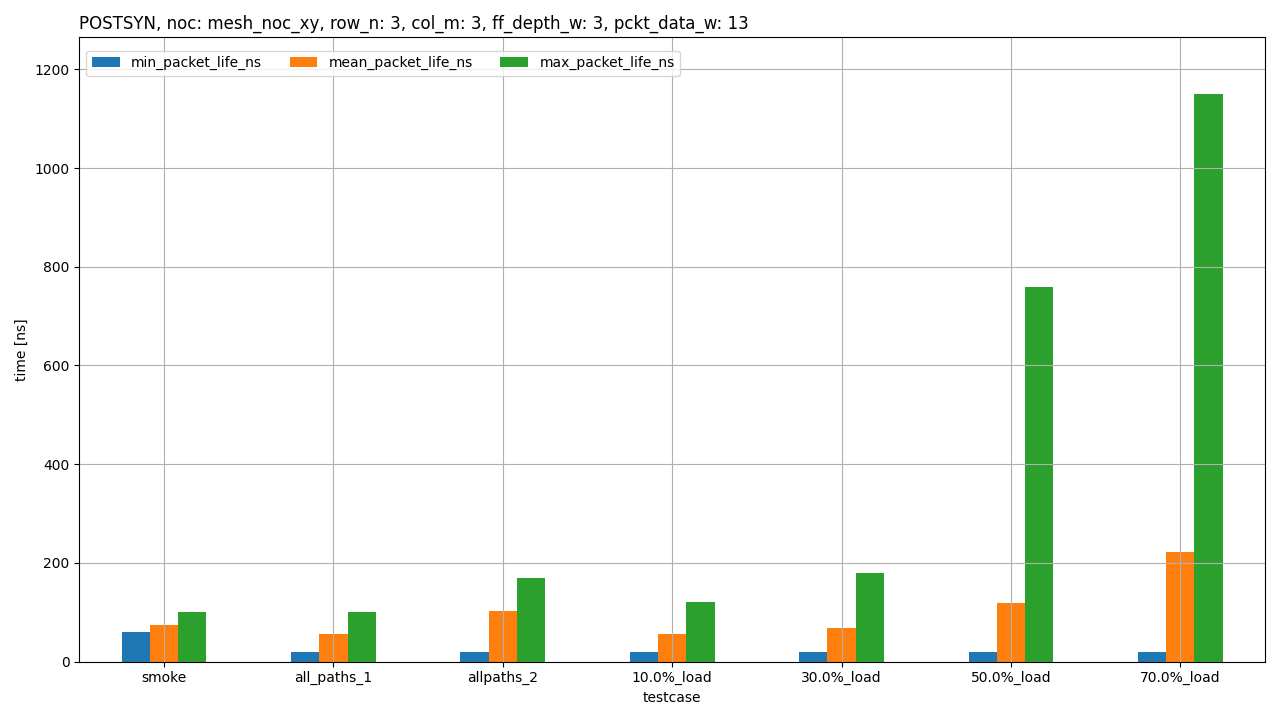 POSTSYN, noc: mesh_noc_xy, row_n: 3, col_m: 3, ff_depth_w: 3, pckt_data_w: 13
min_packet_life_ns mean_packet_life_ns max_packet_life_ns
1200
1000
800
600
400
200
0
time [ns]
smoke all_paths_1 allpaths_2 10.0%_load 30.0%_load 50.0%_load 70.0%_load
testcase